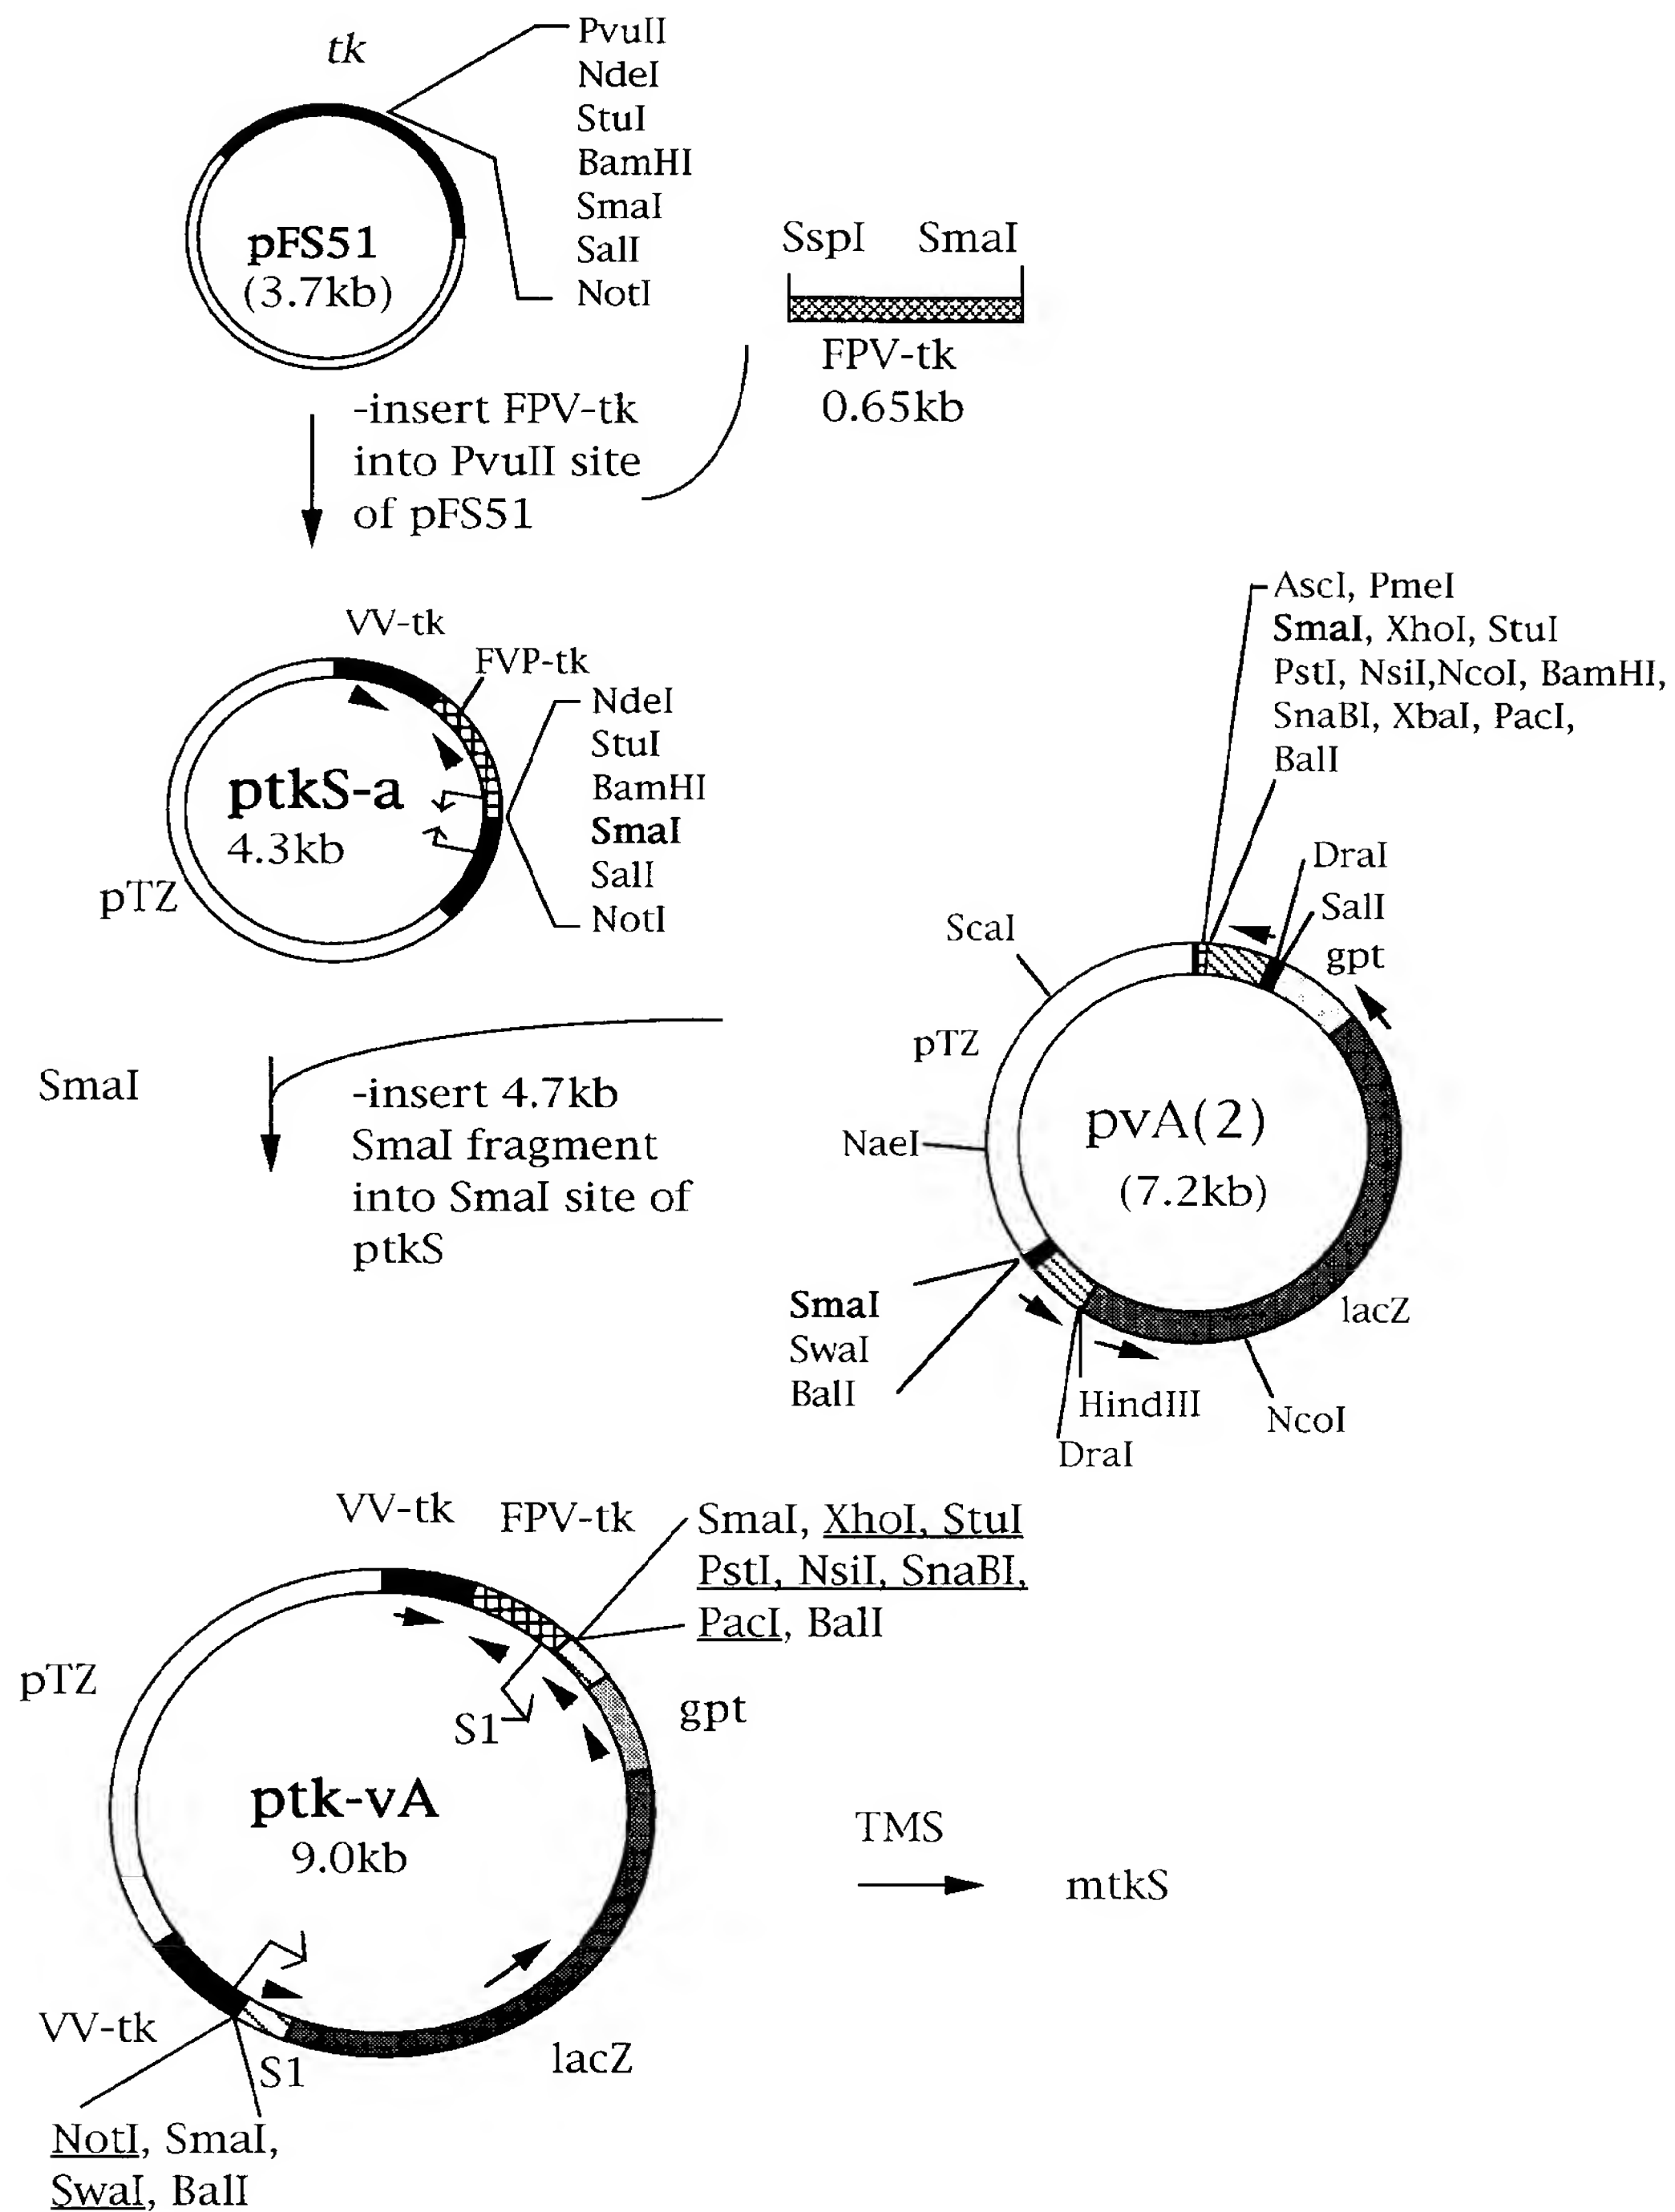 tk
PvuII
NdeI
StuI
BamHI
SmaI
SalI
NotI
pFS51
(3.7kb)
SspI SmaI
FPV-tk
0.65kb
-insert FPV-tk
into PvuII site
of pFS51
VV-tk
FVP-tk
NdeI
StuI
BamHI
SmaI
SalI
NotI
ptkS-a
4.3kb
pTZ
AscI, PmeI
SmaI, XhoI, StuI
PstI, NsiI,NcoI, BamHI,
SnaBI, XbaI, PacI,
BalI
DraI
SalI
gpt
ScaI
pTZ
NaeI
pvA(2)
(7.2kb)
SmaI
SwaI
BalI
lacZ
HindIII
NcoI
DraI
SmaI
-insert 4.7kb
SmaI fragment
into SmaI site of
ptkS
VV-tk
FPV-tk
SmaI, XhoI, StuI
PstI, NsiI, SnaBI,
PacI, BalI
pTZ
S1
gpt
ptk-vA
9.0kb
TMS
mtkS
VV-tk
S1
lacZ
NotI, SmaI,
SwaI, BalI